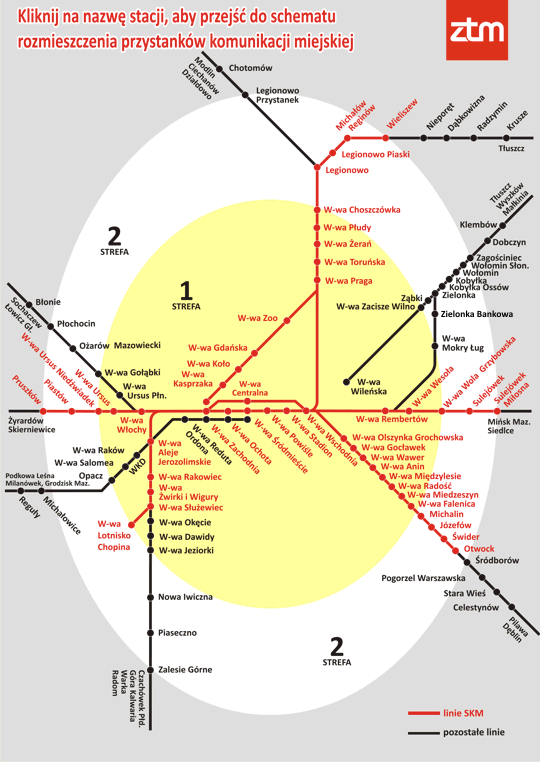 Kliknij na nazwę stacji, aby przejść do schematu
rozmieszczenia przystanków komunikacji miejskiej
ztm
Modlin
Ciechanów
Działdowo
Chotomów
Legionowo
Przystanek
Michałów
Reginów
Wieliszew
Nieporęt
Dąbkowizna
Radzymin
Krusze
Tłuszcz
Legionowo Piaski
Legionowo
W-wa Choszczówka
W-wa Płudy
W-wa Żerań
W-wa Toruńska
W-wa Praga
Tłuszcz
Wyszków
Małkinia
Klembów
Dobczyn
Zagościniec
Wołomin Słon.
Wołomin
Kobyłka
Kobyłka Ossów
Zielonka
Ząbki
W-wa Zacisze Wilno
Zielonka Bankowa
W-wa
Mokry Ług
W-wa
Wileńska
2
STREFA
1
STREFA
W-wa Zoo
W-wa Gdańska
W-wa Koło
W-wa
Kasprzaka
W-wa
Centralna
Błonie
Sochaczew
Łowicz Gł.
Płochocin
Ożarów Mazowiecki
W-wa Gołąbki
W-wa
Ursus Płn.
W-wa Ursus Niedźwiadek
W-wa Ursus
Piastów
Pruszków
Żyrardów
Skierniewice
W-wa
Włochy
W-wa Wesoła
W-wa Wola Grzybowska
Sulejówek
Sulejówek
Miłosna
W-wa Rembertów
Mińsk Maz.
Siedlce
W-wa Reduta
Ordona
W-wa Zachodnia
W-wa Ochota
W-wa Śródmieście
W-wa Powiśle
W-wa Stadion
W-wa Wschodnia
W-wa Raków
W-wa Salomea
Opacz
WKD
Podkowa Leśna
Milanówek, Grodzisk Maz.
Reguły
Michałowice
W-wa
Aleje
Jerozolimskie
W-wa Rakowiec
W-wa
Żwirki i Wigury
W-wa Służewiec
W-wa
Lotnisko
Chopina
W-wa Okęcie
W-wa Dawidy
W-wa Jeziorki
Nowa Iwiczna
Piaseczno
Zalesie Górne
Czachówek Płd.
Góra Kalwaria
Warka
Radom
W-wa Olszynka Grochowska
W-wa Gocławek
W-wa Wawer
W-wa Anin
W-wa Międzylesie
W-wa Radość
W-wa Miedzeszyn
W-wa Falenica
Michalin
Józefów
Świder
Otwock
Śródborów
Pogorzel Warszawska
Stara Wieś
Celestynów
Pilawa
Dęblin
2
STREFA
linie SKM
pozostałe linie